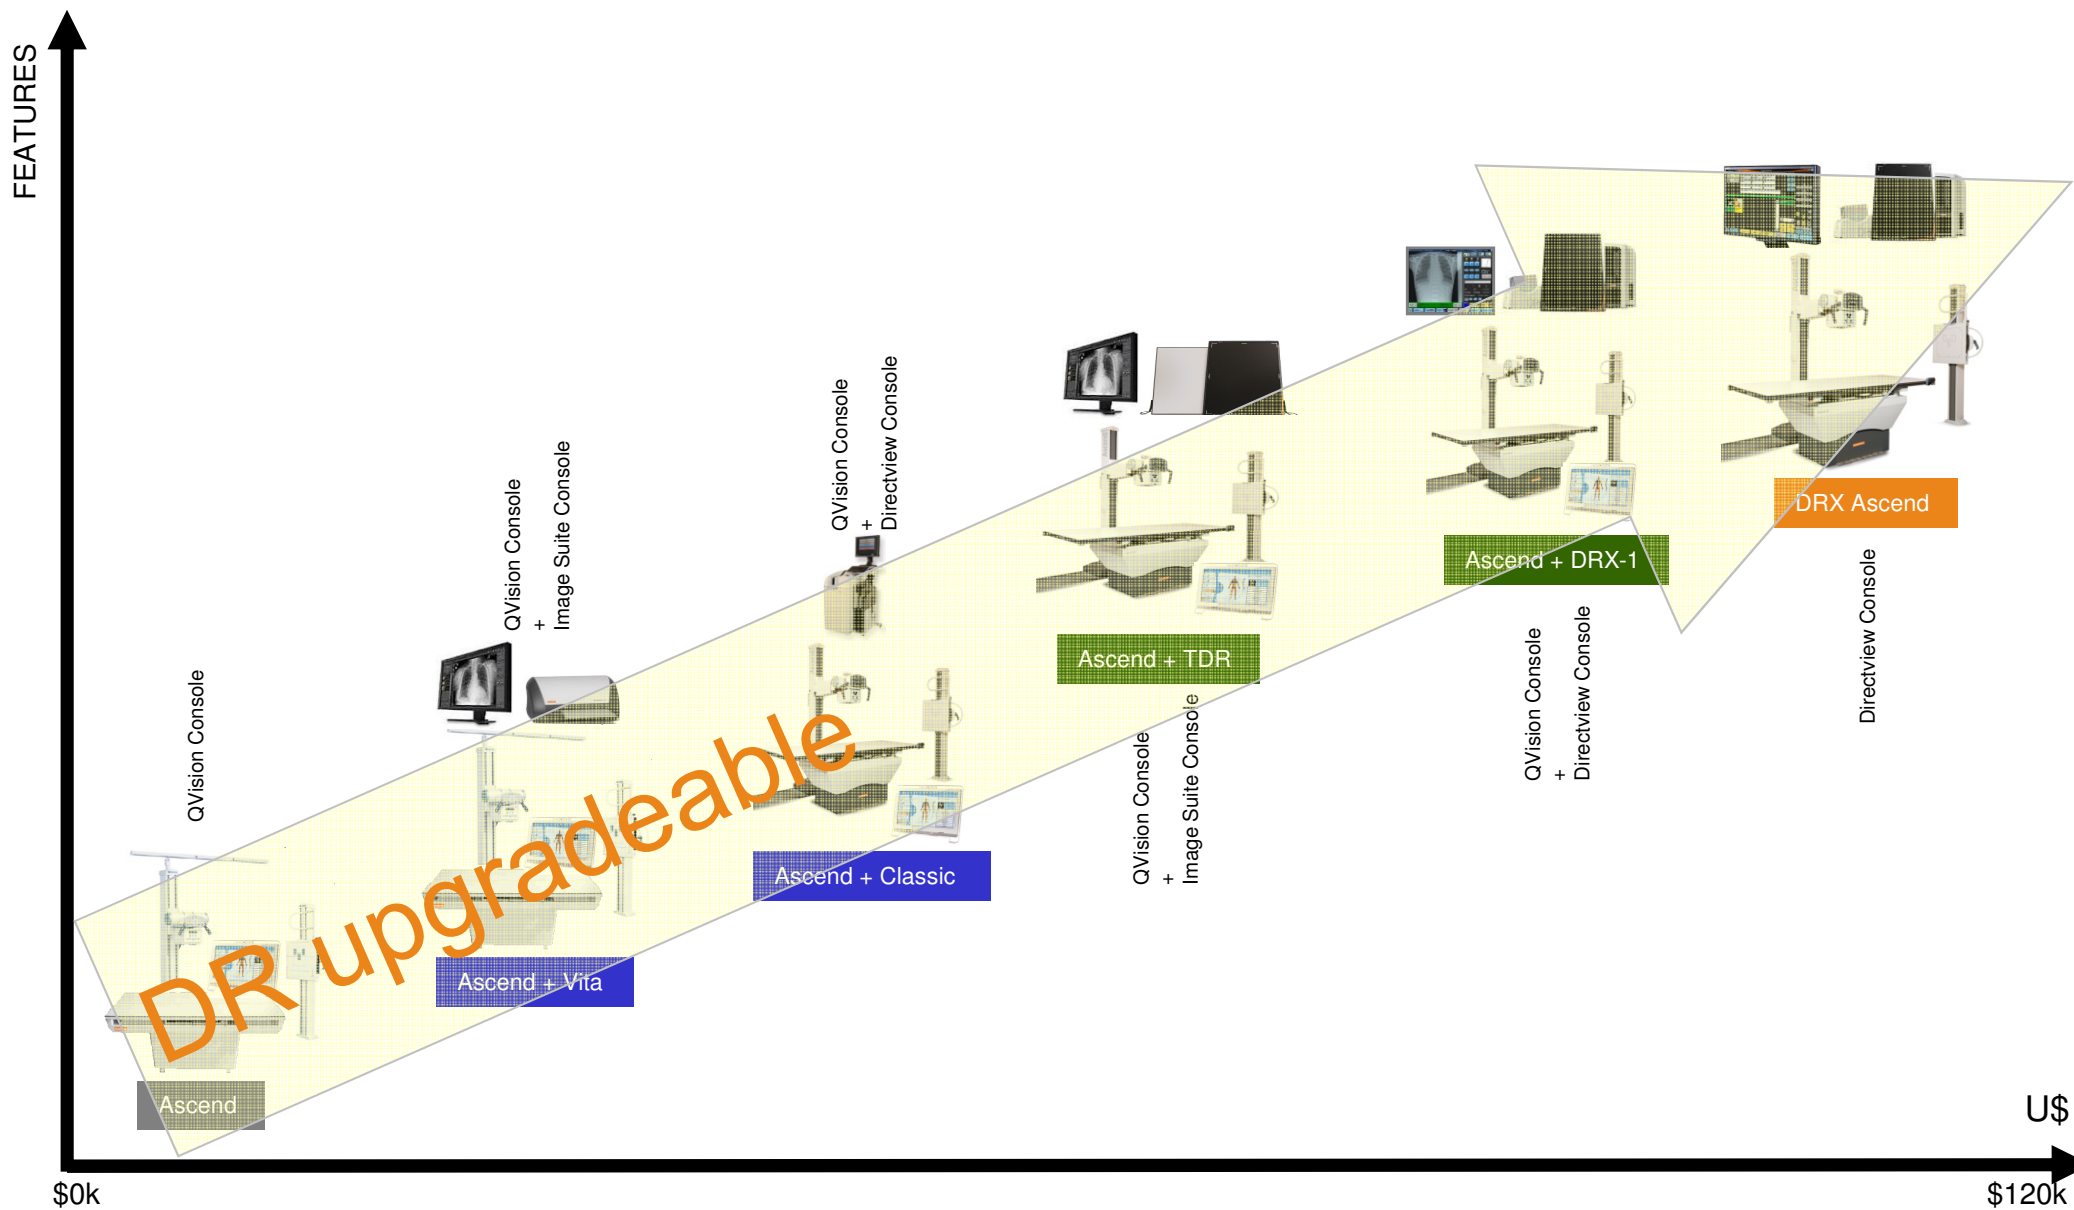 FEATURES
QVision Console
+
Directview Console
QVision Console
+
Image Suite Console
DRX Ascend
Ascend + DRX-1
Directview Console
QVision Console
+
Directview Console
Ascend + TDR
QVision Console
+
Image Suite Console
QVision Console
DR upgradeable
Ascend + Classic
Ascend + Vita
Ascend
U$
$0k
$120k